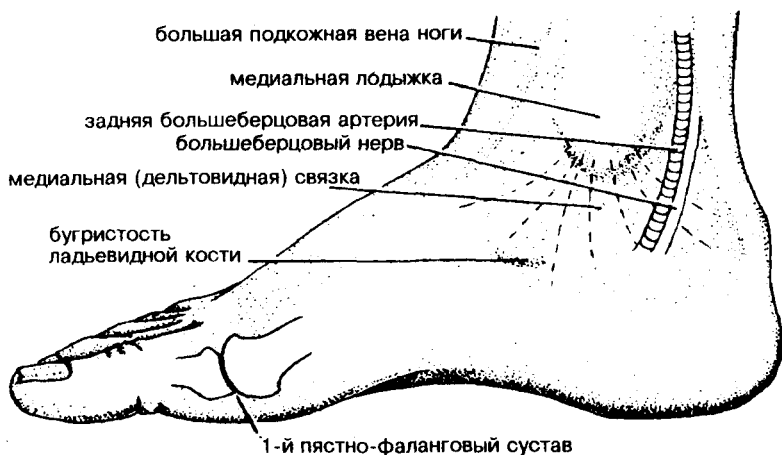 большая подкожная вена ноги
медиальная лодыжка
задняя большеберцовая артерия
большеберцовый нерв
медиальная (дельтовидная) связка
бугристость
ладьевидной кости
1-й пястно-фаланговый сустав